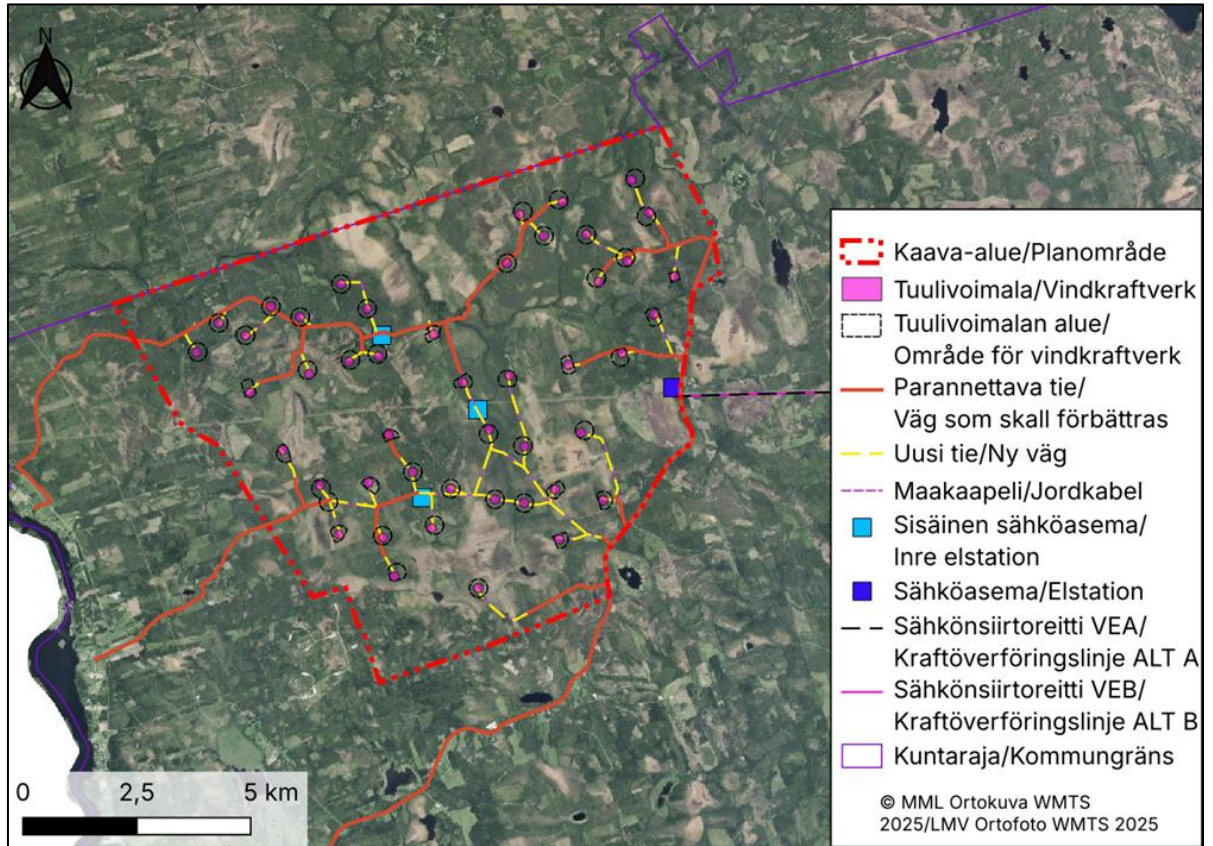 N
Kaava-alue/Planområde
Tuulivoimala/Vindkraftverk
Tuulivoimalan alue/
Område för vindkraftverk
Parannettava tie/
Väg som skall förbättras
Uusi tie/Ny väg
Maakaapeli/Jordkabel
Sisäinen sähköasema/
Inre elstation
Sähköasema/Elstation
Sähkönsiirtoreitti VEA/
Kraftöverföringslinje ALT A
Sähkönsiirtoreitti VEB/
Kraftöverföringslinje ALT B
Kuntaraja/Kommungräns
© MML Ortokuva WMTS
2025/LMV Ortofoto WMTS 2025
0 2,5 5 km